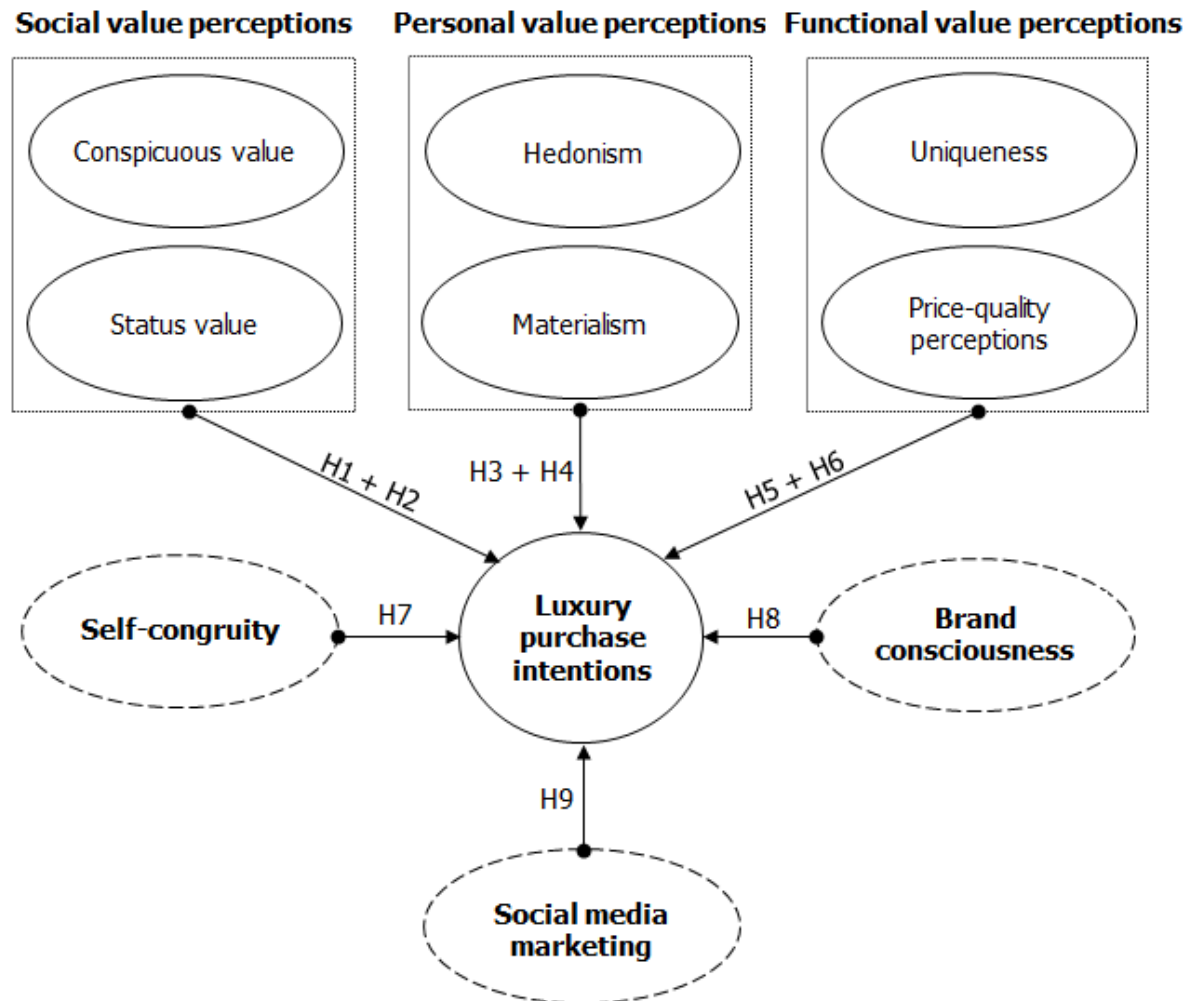 Social value perceptions
Personal value perceptions
Functional value perceptions
Conspicuous value
Hedonism
Uniqueness
Status value
Materialism
Price-quality
perceptions
H1 + H2
H3 + H4
H5 + H6
Self-congruity
H7
Luxury
purchase
intentions
H8
Brand
consciousness
H9
Social media
marketing